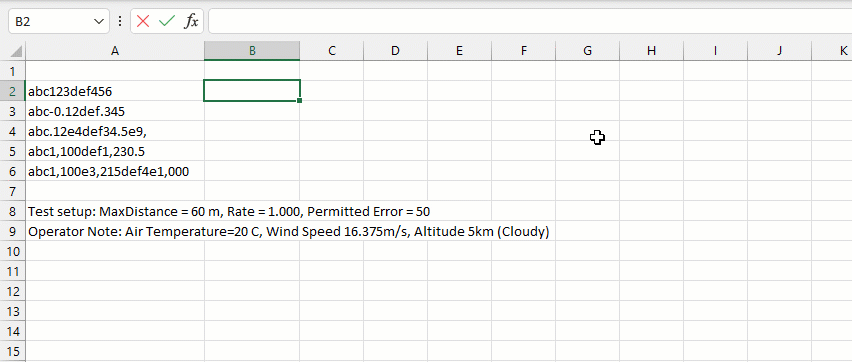 B2 fx
A B C D E F G H I J K
1
2 abc123def456
3 abc-0.12def.345
4 abc.12e4def34.5e9,
5 abc1,100def1,230.5
6 abc1,100e3,215def4e1,000
7
8 Test setup: MaxDistance = 60 m, Rate = 1.000, Permitted Error = 50
9 Operator Note: Air Temperature=20 C, Wind Speed 16.375m/s, Altitude 5km (Cloudy)
10
11
12
13
14
15